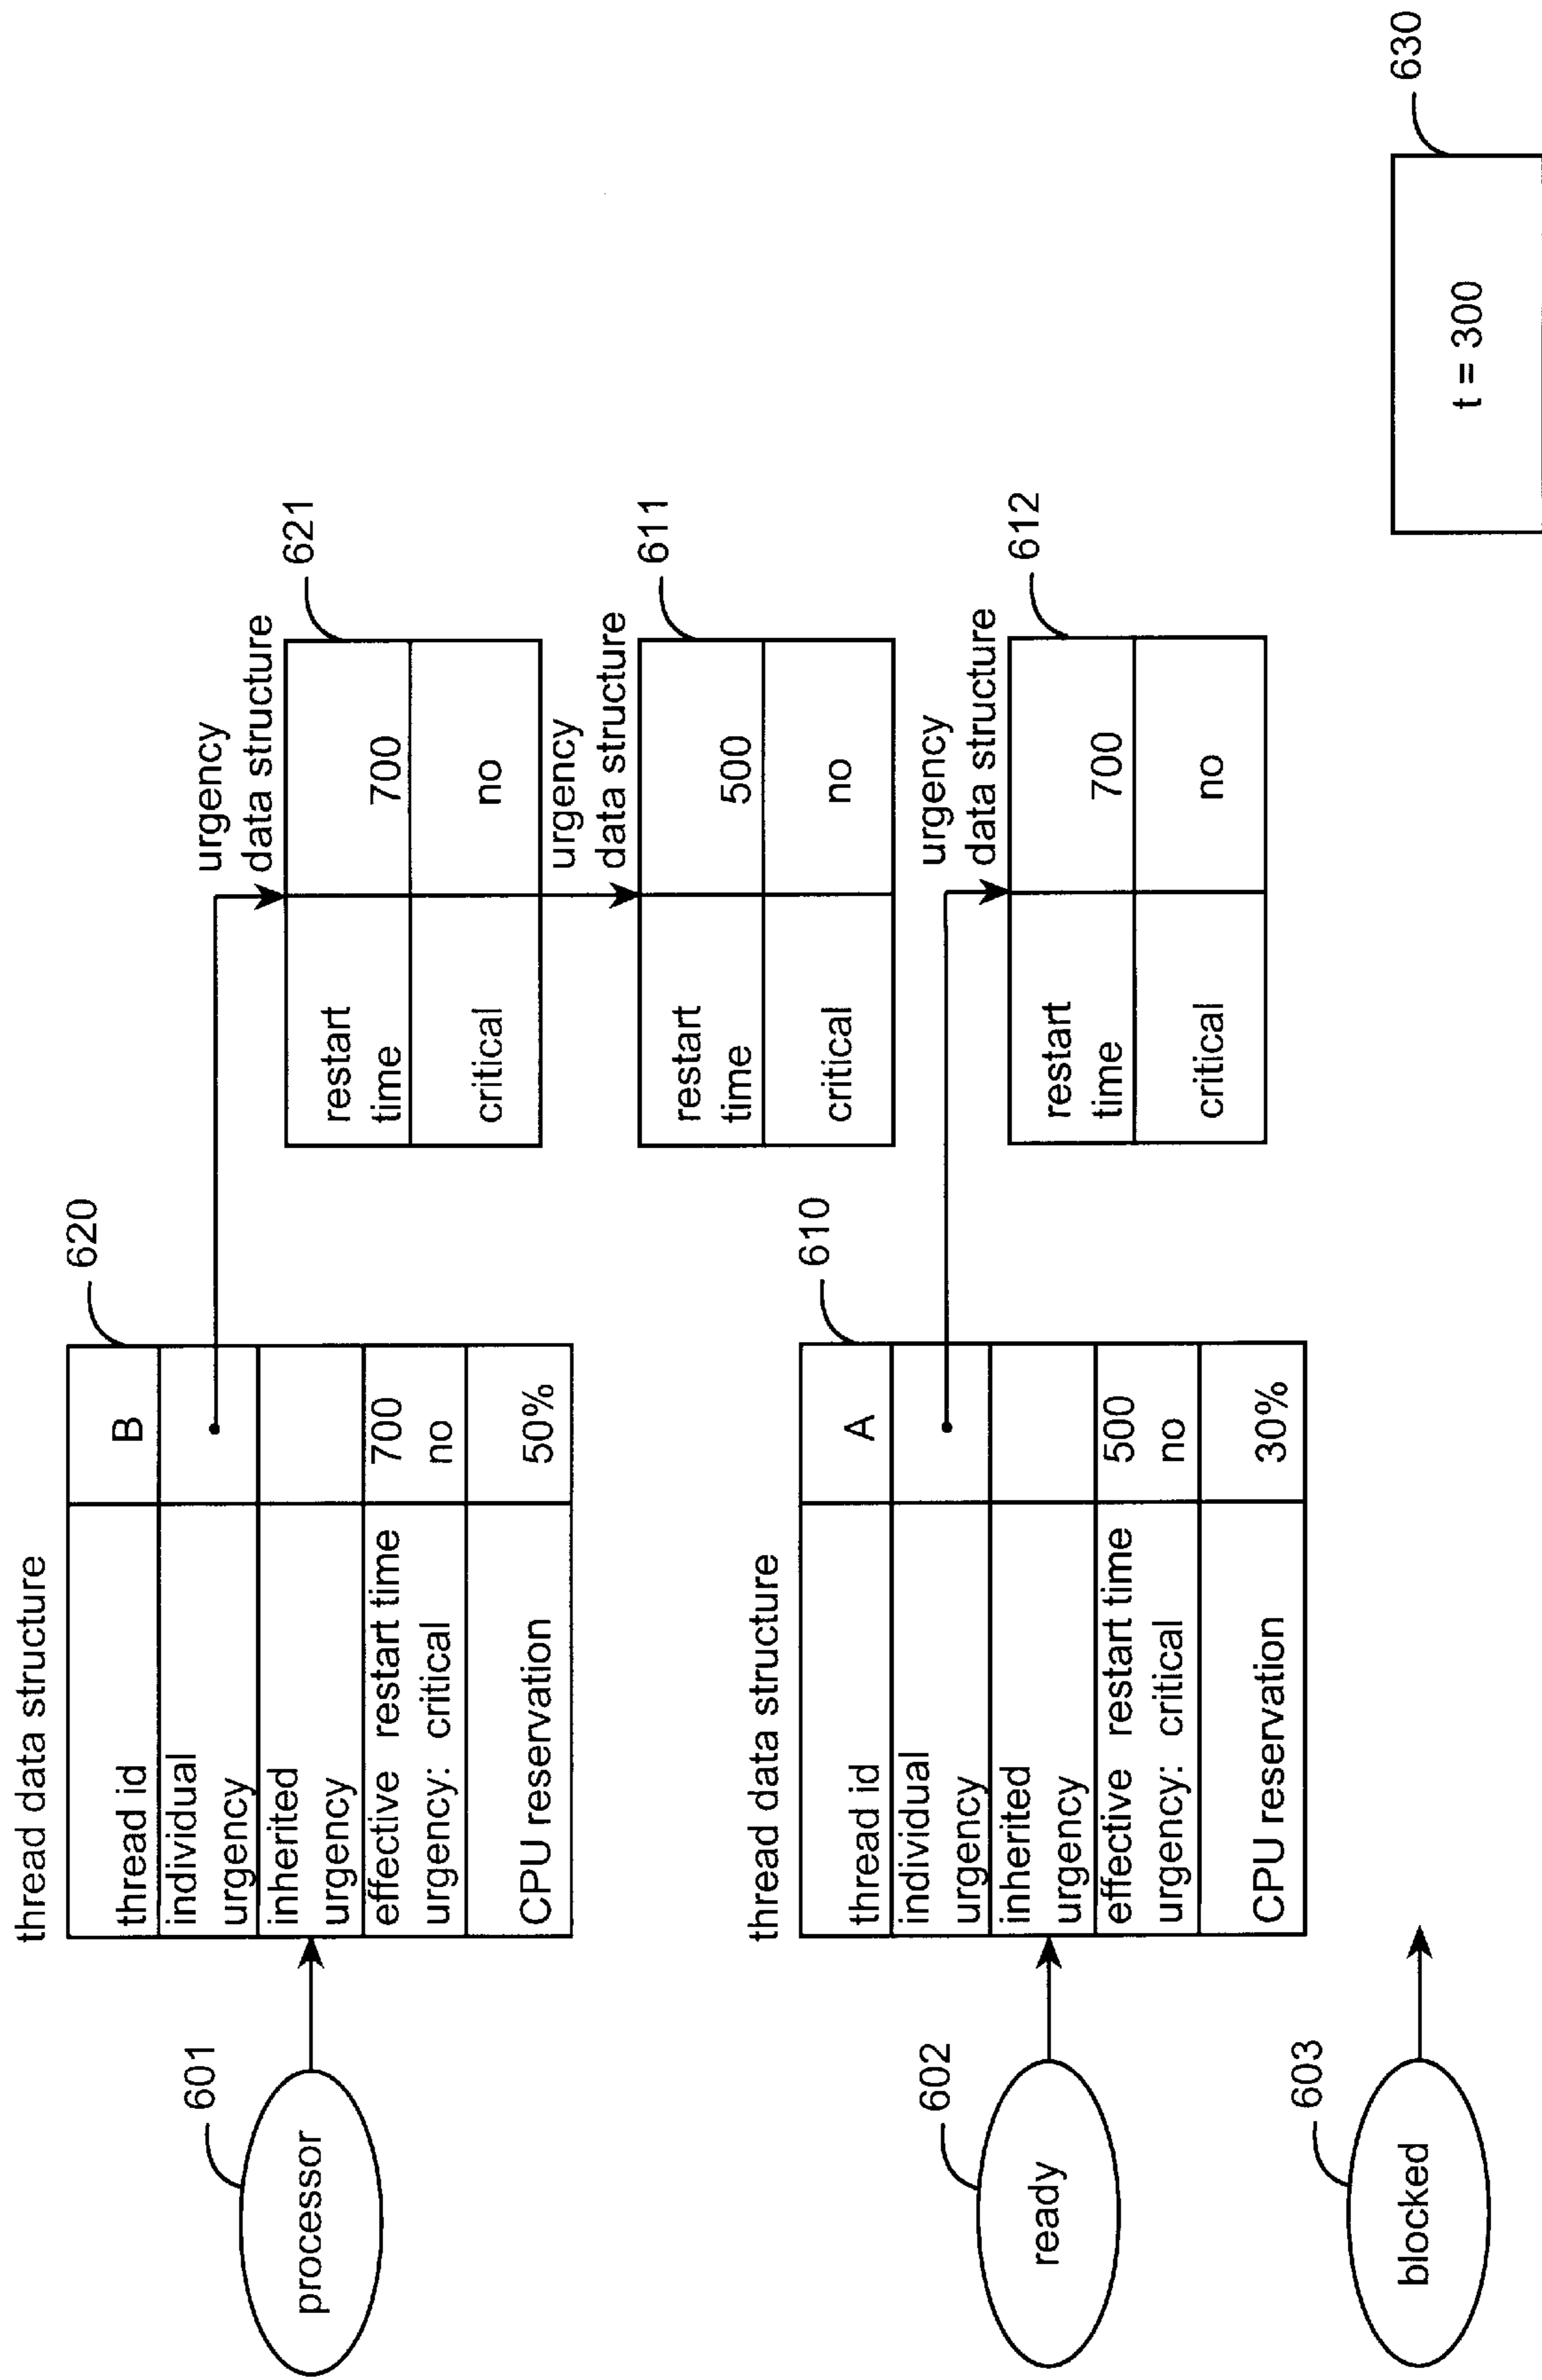 thread data structure
620
thread id B
individual
urgency
inherited
urgency
effective restart time 700
urgency: critical no
CPU reservation 50%
601
processor
urgency
data structure
621
restart 700
time
critical no
urgency
data structure
611
restart 500
time
critical no
thread data structure
610
thread id A
individual
urgency
inherited
urgency
effective restart time 500
urgency: critical no
CPU reservation 30%
602
ready
urgency
data structure
612
restart 700
time
critical no
603
blocked
630
t = 300